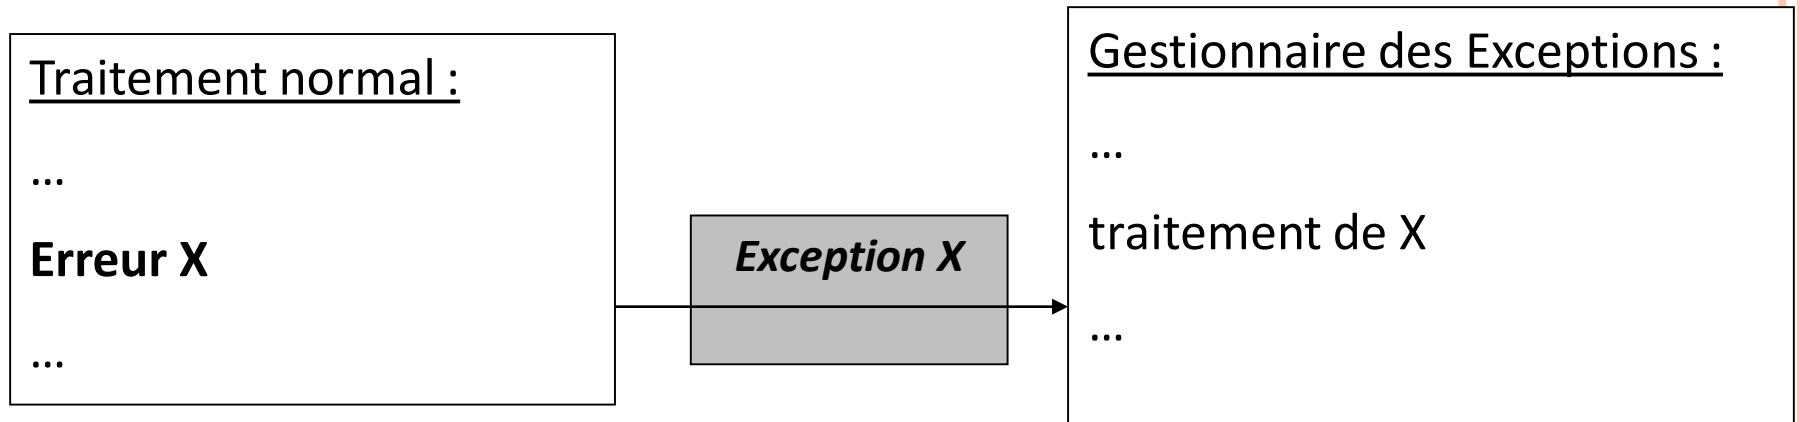 Traitement normal :
...
Erreur X
...
Exception X
Gestionnaire des Exceptions :
...
traitement de X
...